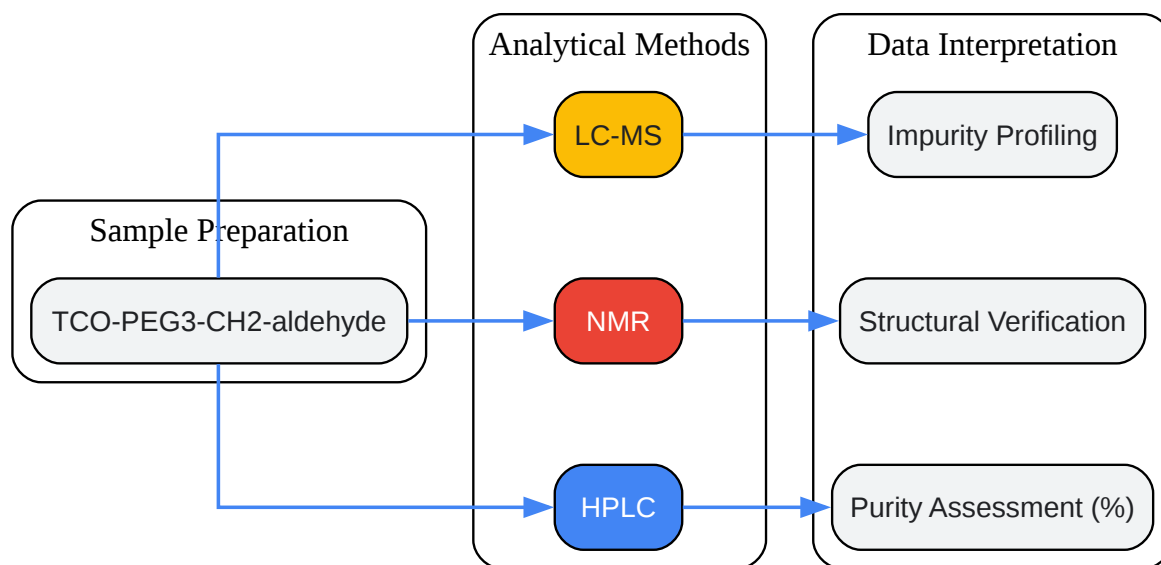 Sample Preparation
TCO-PEG3-CH2-aldehyde
Analytical Methods
LC-MS
NMR
HPLC
Data Interpretation
Impurity Profiling
Structural Verification
Purity Assessment (%)